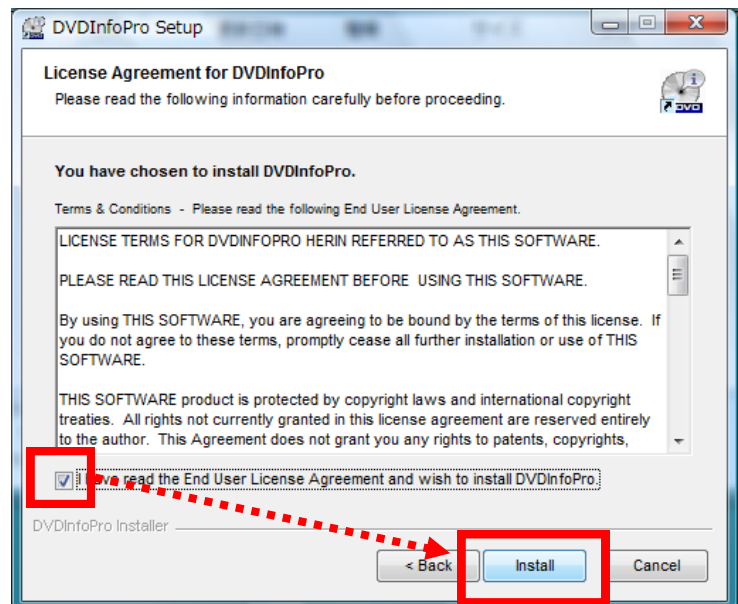 DVDInfoPro Setup
License Agreement for DVDInfoPro
Please read the following information carefully before proceeding.
i
DVD
You have chosen to install DVDInfoPro.
Terms & Conditions - Please read the following End User License Agreement.
LICENSE TERMS FOR DVDINFOPRO HERIN REFERRED TO AS THIS SOFTWARE.
PLEASE READ THIS LICENSE AGREEMENT BEFORE USING THIS SOFTWARE.
By using THIS SOFTWARE, you are agreeing to be bound by the terms of this license. If
you do not agree to these terms, promptly cease all further installation or use of THIS
SOFTWARE.
THIS SOFTWARE product is protected by copyright laws and international copyright
treaties. All rights not currently granted in this license agreement are reserved entirely
to the author. This Agreement does not grant you any rights to patents, copyrights,
I have read the End User License Agreement and wish to install DVDInfoPro.
DVDInfoPro Installer
< Back Install Cancel